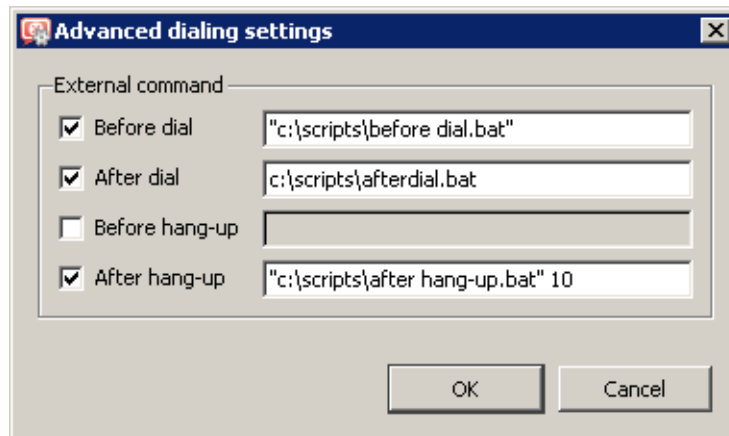 Advanced dialing settings
External command
Before dial "c:\scripts\before dial.bat"
After dial c:\scripts\afterdial.bat
Before hang-up
After hang-up "c:\scripts\after hang-up.bat" 10
OK Cancel